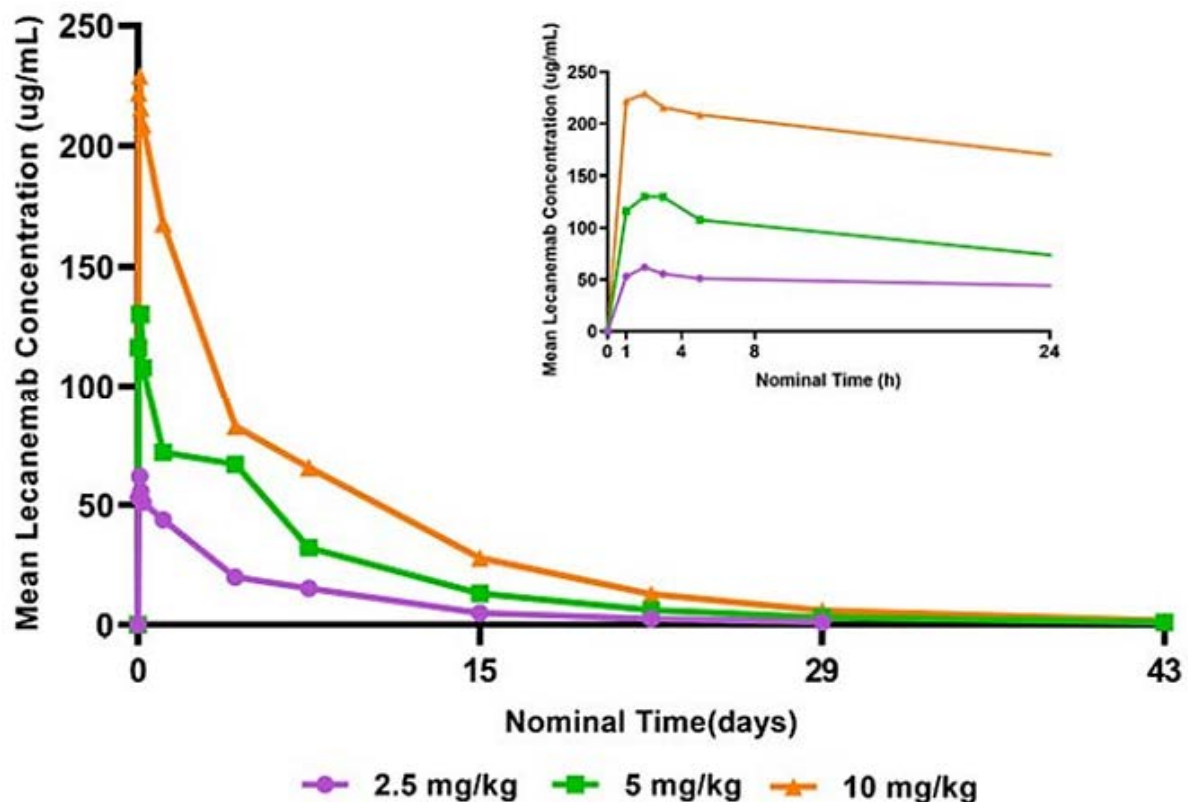 Mean Lecanemab Concentration (ug/mL)
250
200
150
100
50
0
0 15 29 43
Nominal Time(days)
Mean Lecanemab Concentration (ug/mL)
250
200
150
100
50
0
0 1 4 8 24
Nominal Time (h)
2.5 mg/kg 5 mg/kg 10 mg/kg